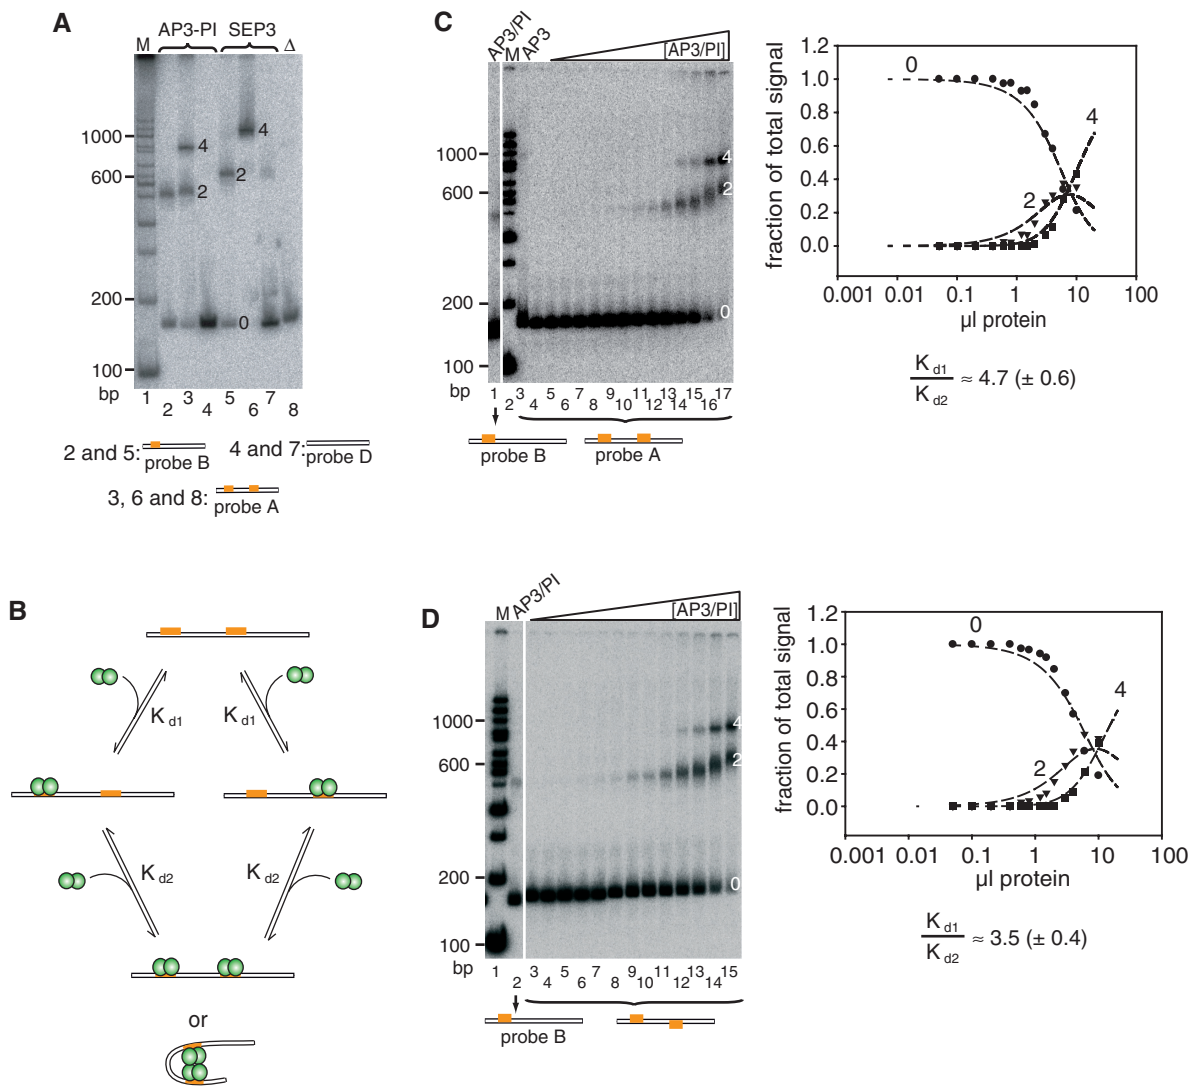 A
AP3-PI SEP3
M Δ
1000
600
200
100
bp
4
2
4
2
0
1 2 3 4 5 6 7 8
2 and 5: probe B
4 and 7: probe D
3, 6 and 8: probe A
B
K d1 K d1
K d2 K d2
or
C
AP3/PI M AP3 [AP3/PI]
1000
600
200
100
bp
4
2
0
1 2 3 4 5 6 7 8 9 10 11 12 13 14 15 16 17
probe B probe A
fraction of total signal
1.2
1.0
0.8
0.6
0.4
0.2
0.0
0
2
4
0.001 0.01 0.1 1 10 100
µl protein
K d1
K d2
≈ 4.7 (± 0.6)
D
M AP3/PI [AP3/PI]
1000
600
200
100
bp
4
2
0
1 2 3 4 5 6 7 8 9 10 11 12 13 14 15
probe B
fraction of total signal
1.2
1.0
0.8
0.6
0.4
0.2
0.0
0
2
4
0.001 0.01 0.1 1 10 100
µl protein
K d1
K d2
≈ 3.5 (± 0.4)